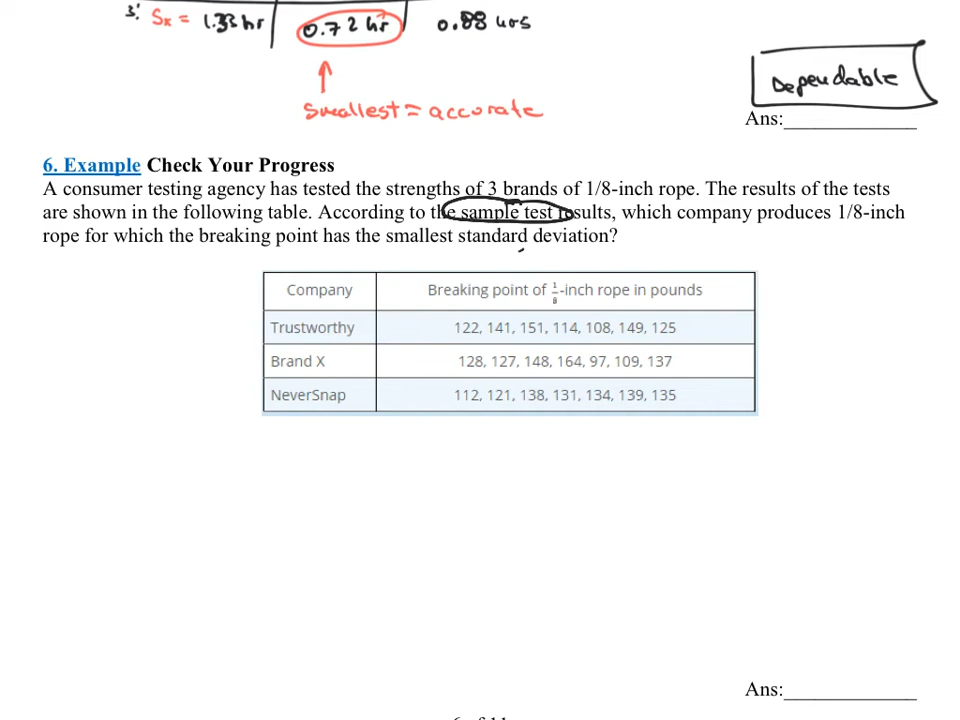 3. Sx = 1.33 hr 0.72 hr 0.88 hrs
smallest = accorate
Dependable
Ans:_____________
6. Example Check Your Progress
A consumer testing agency has tested the strengths of 3 brands of 1/8-inch rope. The results of the tests
are shown in the following table. According to the sample test results, which company produces 1/8-inch
rope for which the breaking point has the smallest standard deviation?
Company Breaking point of 1/8-inch rope in pounds
Trustworthy 122, 141, 151, 114, 108, 149, 125
Brand X 128, 127, 148, 164, 97, 109, 137
NeverSnap 112, 121, 138, 131, 134, 139, 135
Ans:_____________